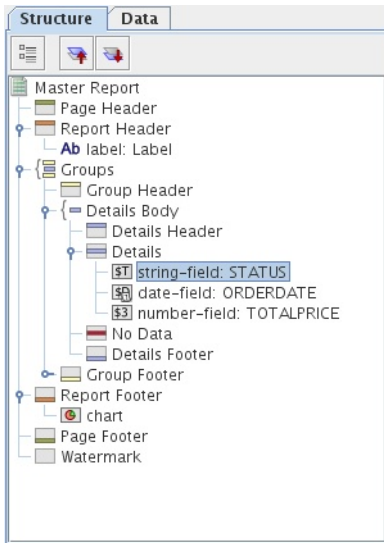 Structure Data
Master Report
Page Header
Report Header
Ab label: Label
Groups
Group Header
Details Body
Details Header
Details
$T string-field: STATUS
date-field: ORDERDATE
$3 number-field: TOTALPRICE
No Data
Details Footer
Group Footer
Report Footer
chart
Page Footer
Watermark